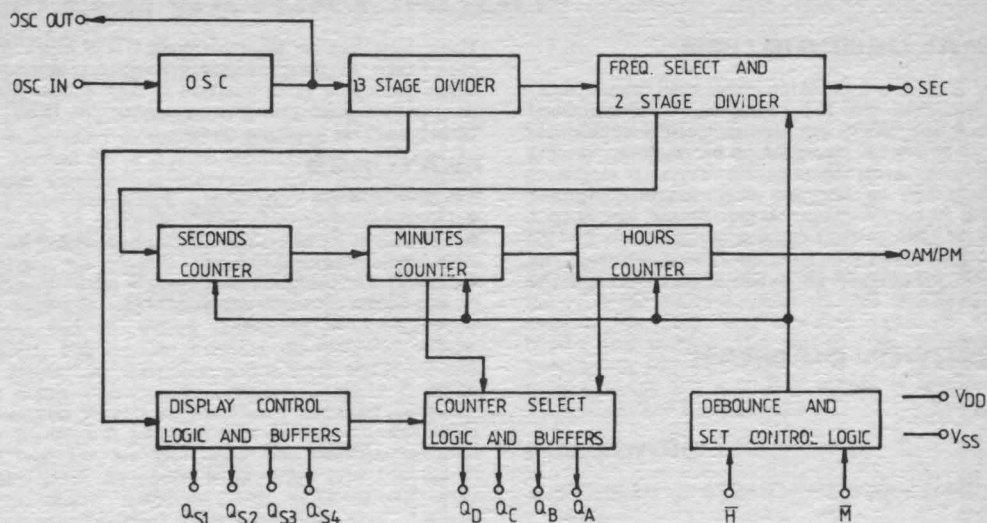 OSC OUT
OSC IN
OSC
13 STAGE DIVIDER
FREQ. SELECT AND
2 STAGE DIVIDER
SEC
SECONDS
COUNTER
MINUTES
COUNTER
HOURS
COUNTER
AM/PM
DISPLAY CONTROL
LOGIC AND BUFFERS
COUNTER SELECT
LOGIC AND BUFFERS
DEBOUNCE AND
SET CONTROL LOGIC
VDD
VSS
QS1 QS2 QS3 QS4
QD QC QB QA
H̅ M̅